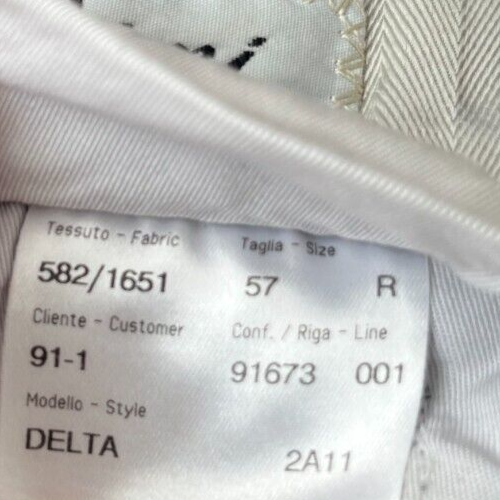 Tessuto - Fabric Taglia - Size
582/1651 57 R
Cliente - Customer Conf. / Riga - Line
91-1 91673 001
Modello - Style
DELTA 2A11